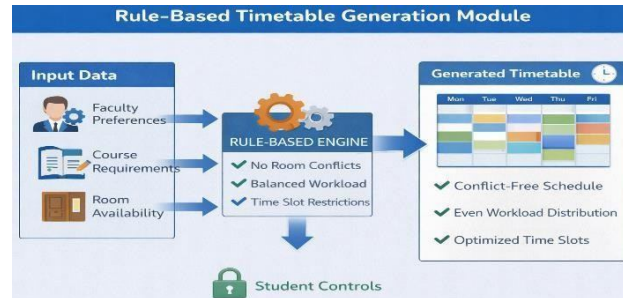 Rule-Based Timetable Generation Module
Input Data
Faculty
Preferences
Course
Requirements
Room
Availability
RULE-BASED ENGINE
No Room Conflicts
Balanced Workload
Time Slot Restrictions
Generated Timetable
Mon Tue Wed Thu Fri
Conflict-Free Schedule
Even Workload Distribution
Optimized Time Slots
Student Controls